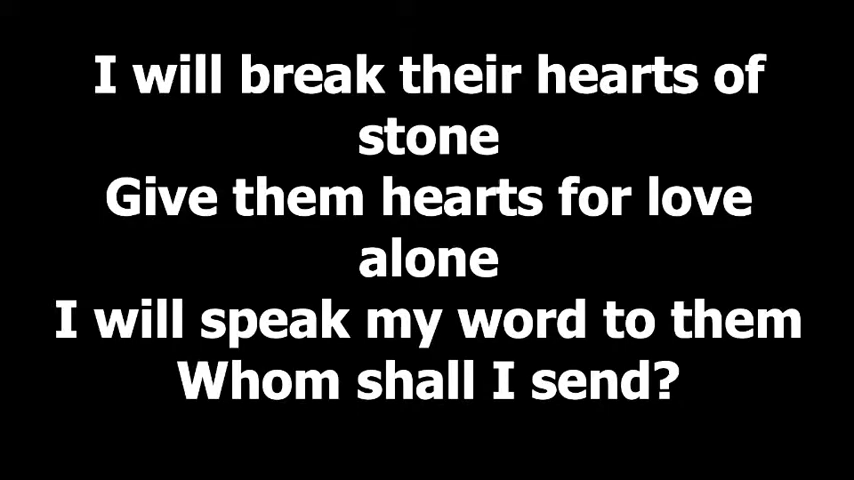 I will break their hearts of
stone
Give them hearts for love
alone
I will speak my word to them
Whom shall I send?